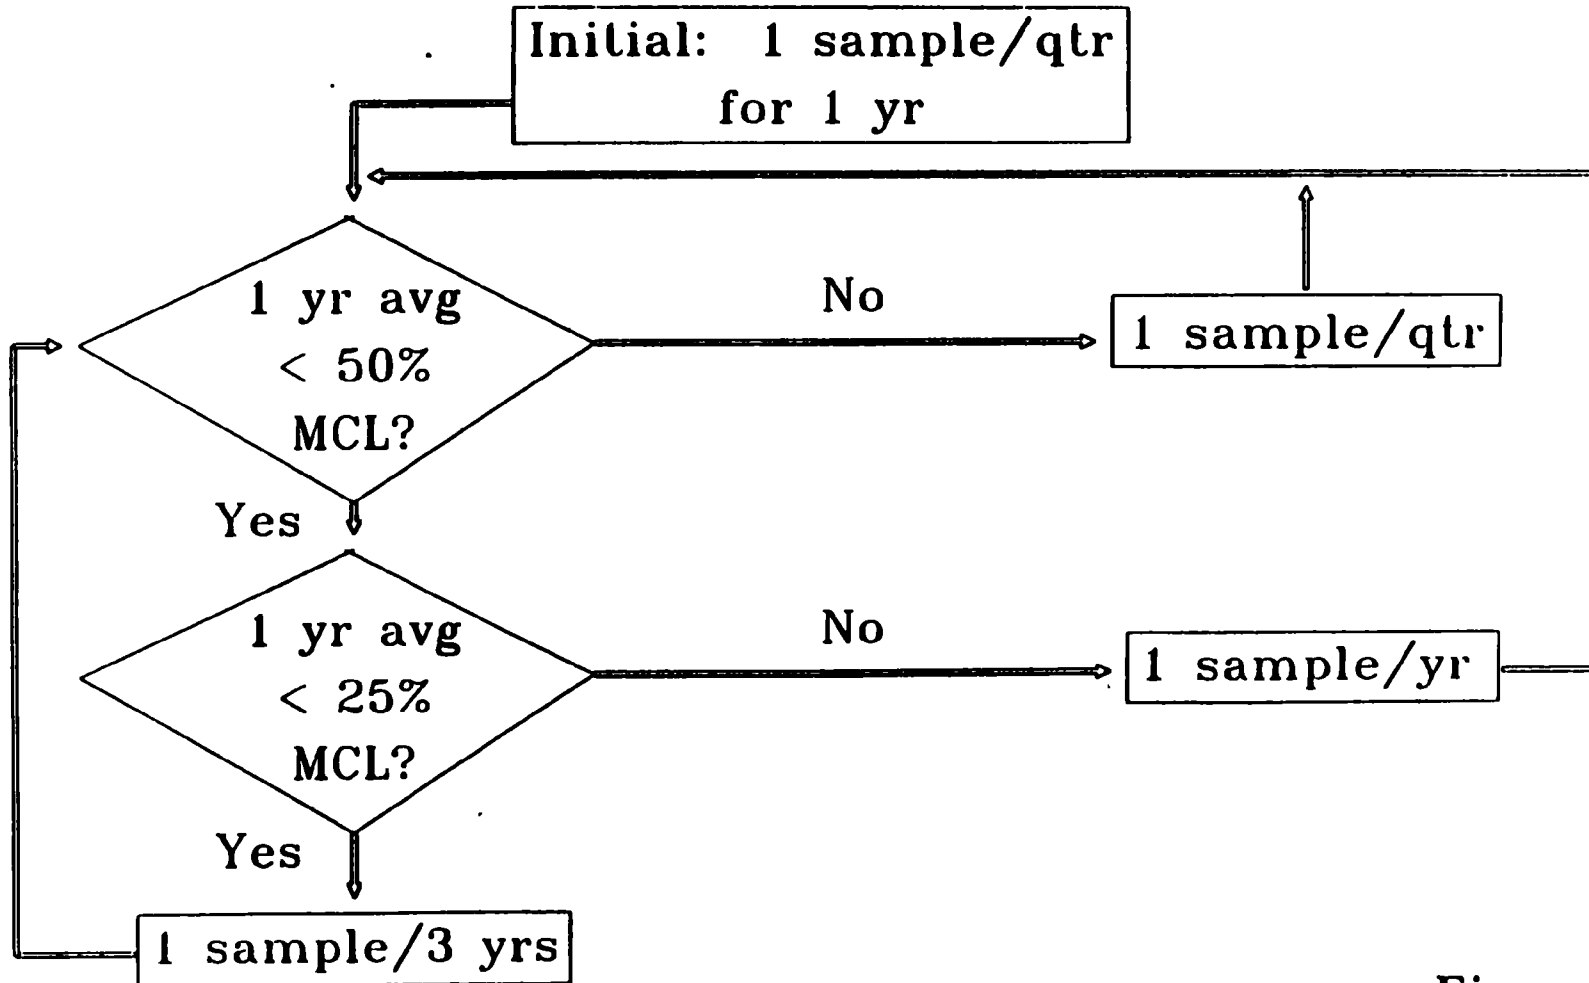 Initial: 1 sample/qtr
for 1 yr
1 yr avg
< 50%
MCL?
No
1 sample/qtr
Yes
1 yr avg
< 25%
MCL?
No
1 sample/yr
Yes
1 sample/3 yrs